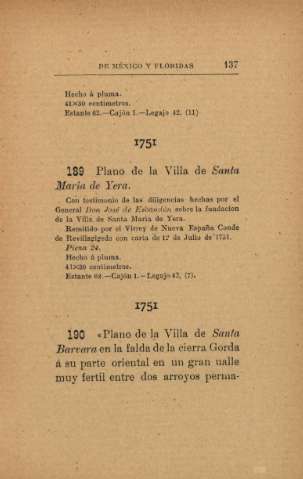 DE MÉXICO Y FLORIDAS 137
Hecho á pluma.
41×30 centímetros.
Estante 62.—Cajón 1.—Legajo 42. (11)
1751
189 Plano de la Villa de Santa
María de Yera.
Con testimonio de las diligencias hechas por el
General Don José de Escandón sobre la fundacion
de la Villa de Santa María de Yera.
Remitido por el Virrey de Nueva España Conde
de Revillagigedo con carta de 12 de Julio de 1751.
Pieza 24.
Hecho á pluma.
41×30 centímetros.
Estante 62.—Cajón 1.—Legajo 42, (7).
1751
190 «Plano de la Villa de Santa
Barvara en la falda de la cierra Gorda
á su parte oriental en un gran ualle
muy fertil entre dos arroyos perma-